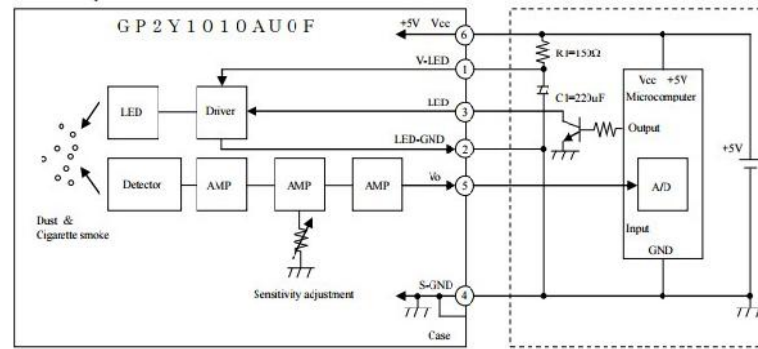 GP2Y1010AU0F
+5V Vcc
6
V-LED
1
LED
3
LED-GND
2
Vo
5
S-GND
4
Case
LED
Driver
Detector
AMP
AMP
AMP
Dust &
Cigarette smoke
Sensitivity adjustment
R1=150Ω
C1=220uF
Vcc +5V
Microcomputer
Output
A/D
Input
GND
+5V